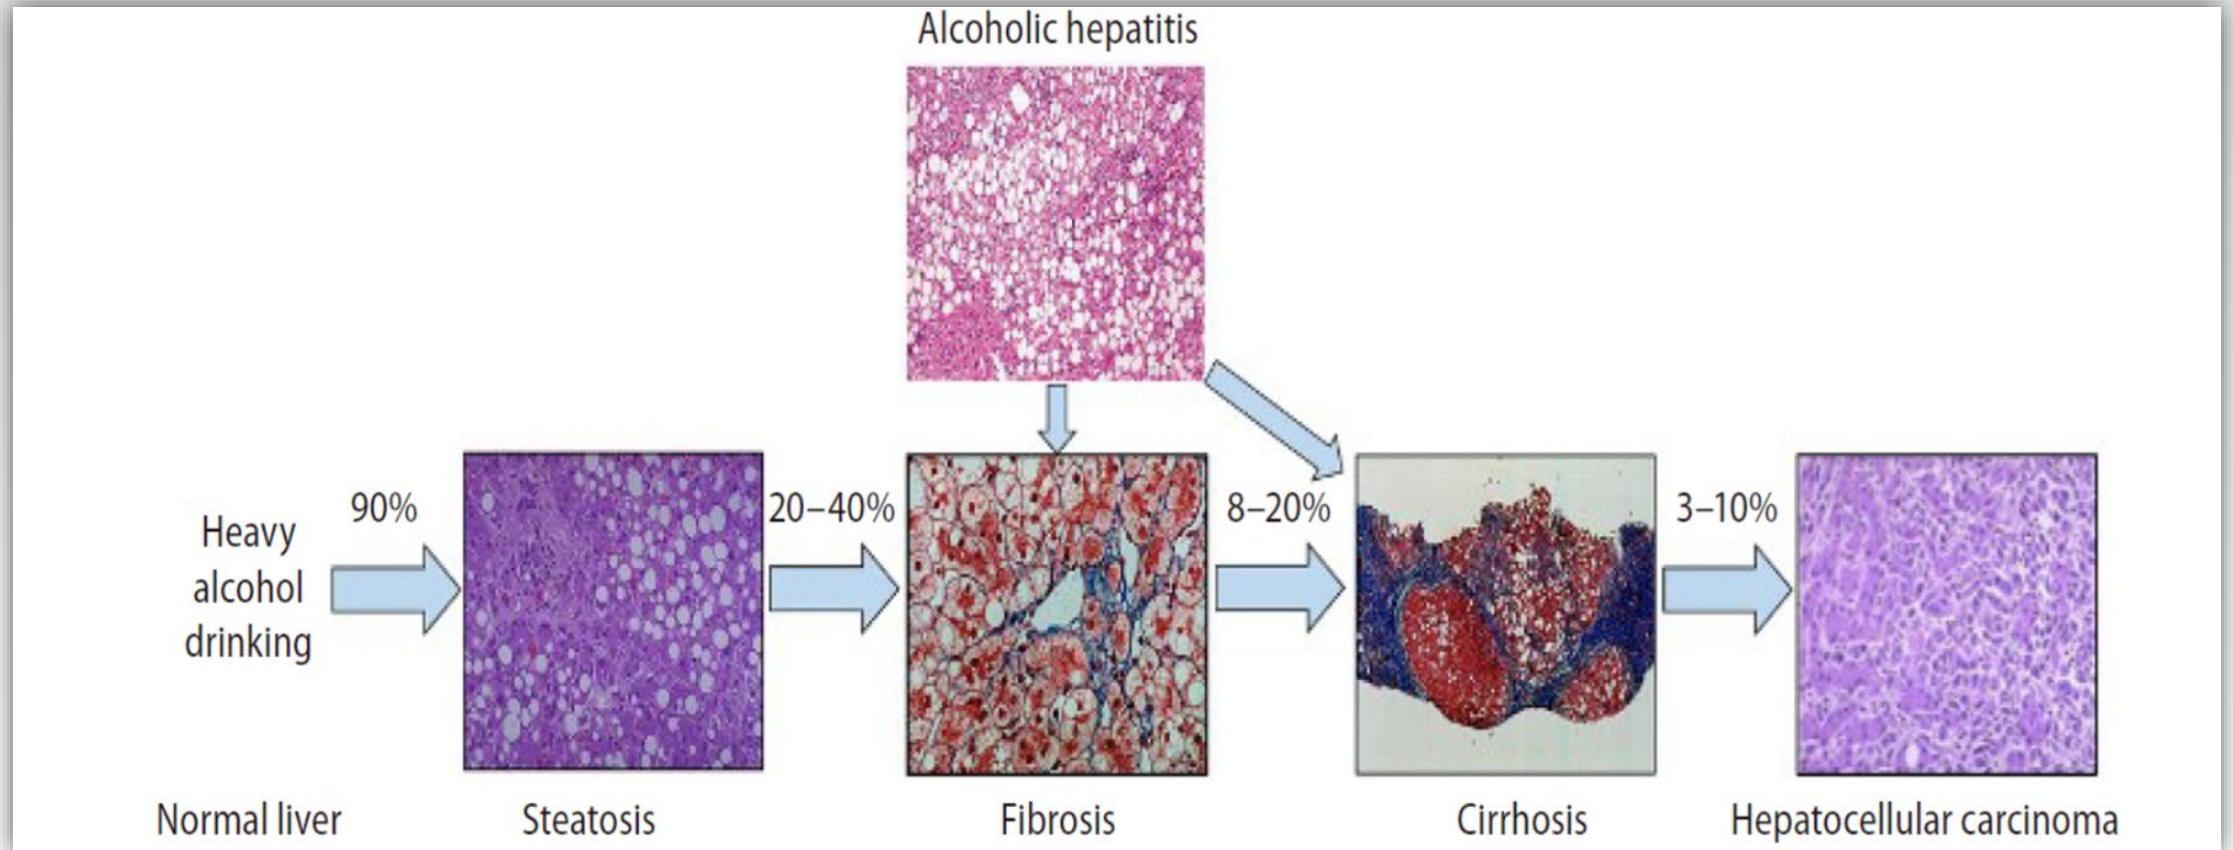 Alcoholic hepatitis
Heavy
alcohol
drinking
90%
20–40%
8–20%
3–10%
Normal liver
Steatosis
Fibrosis
Cirrhosis
Hepatocellular carcinoma